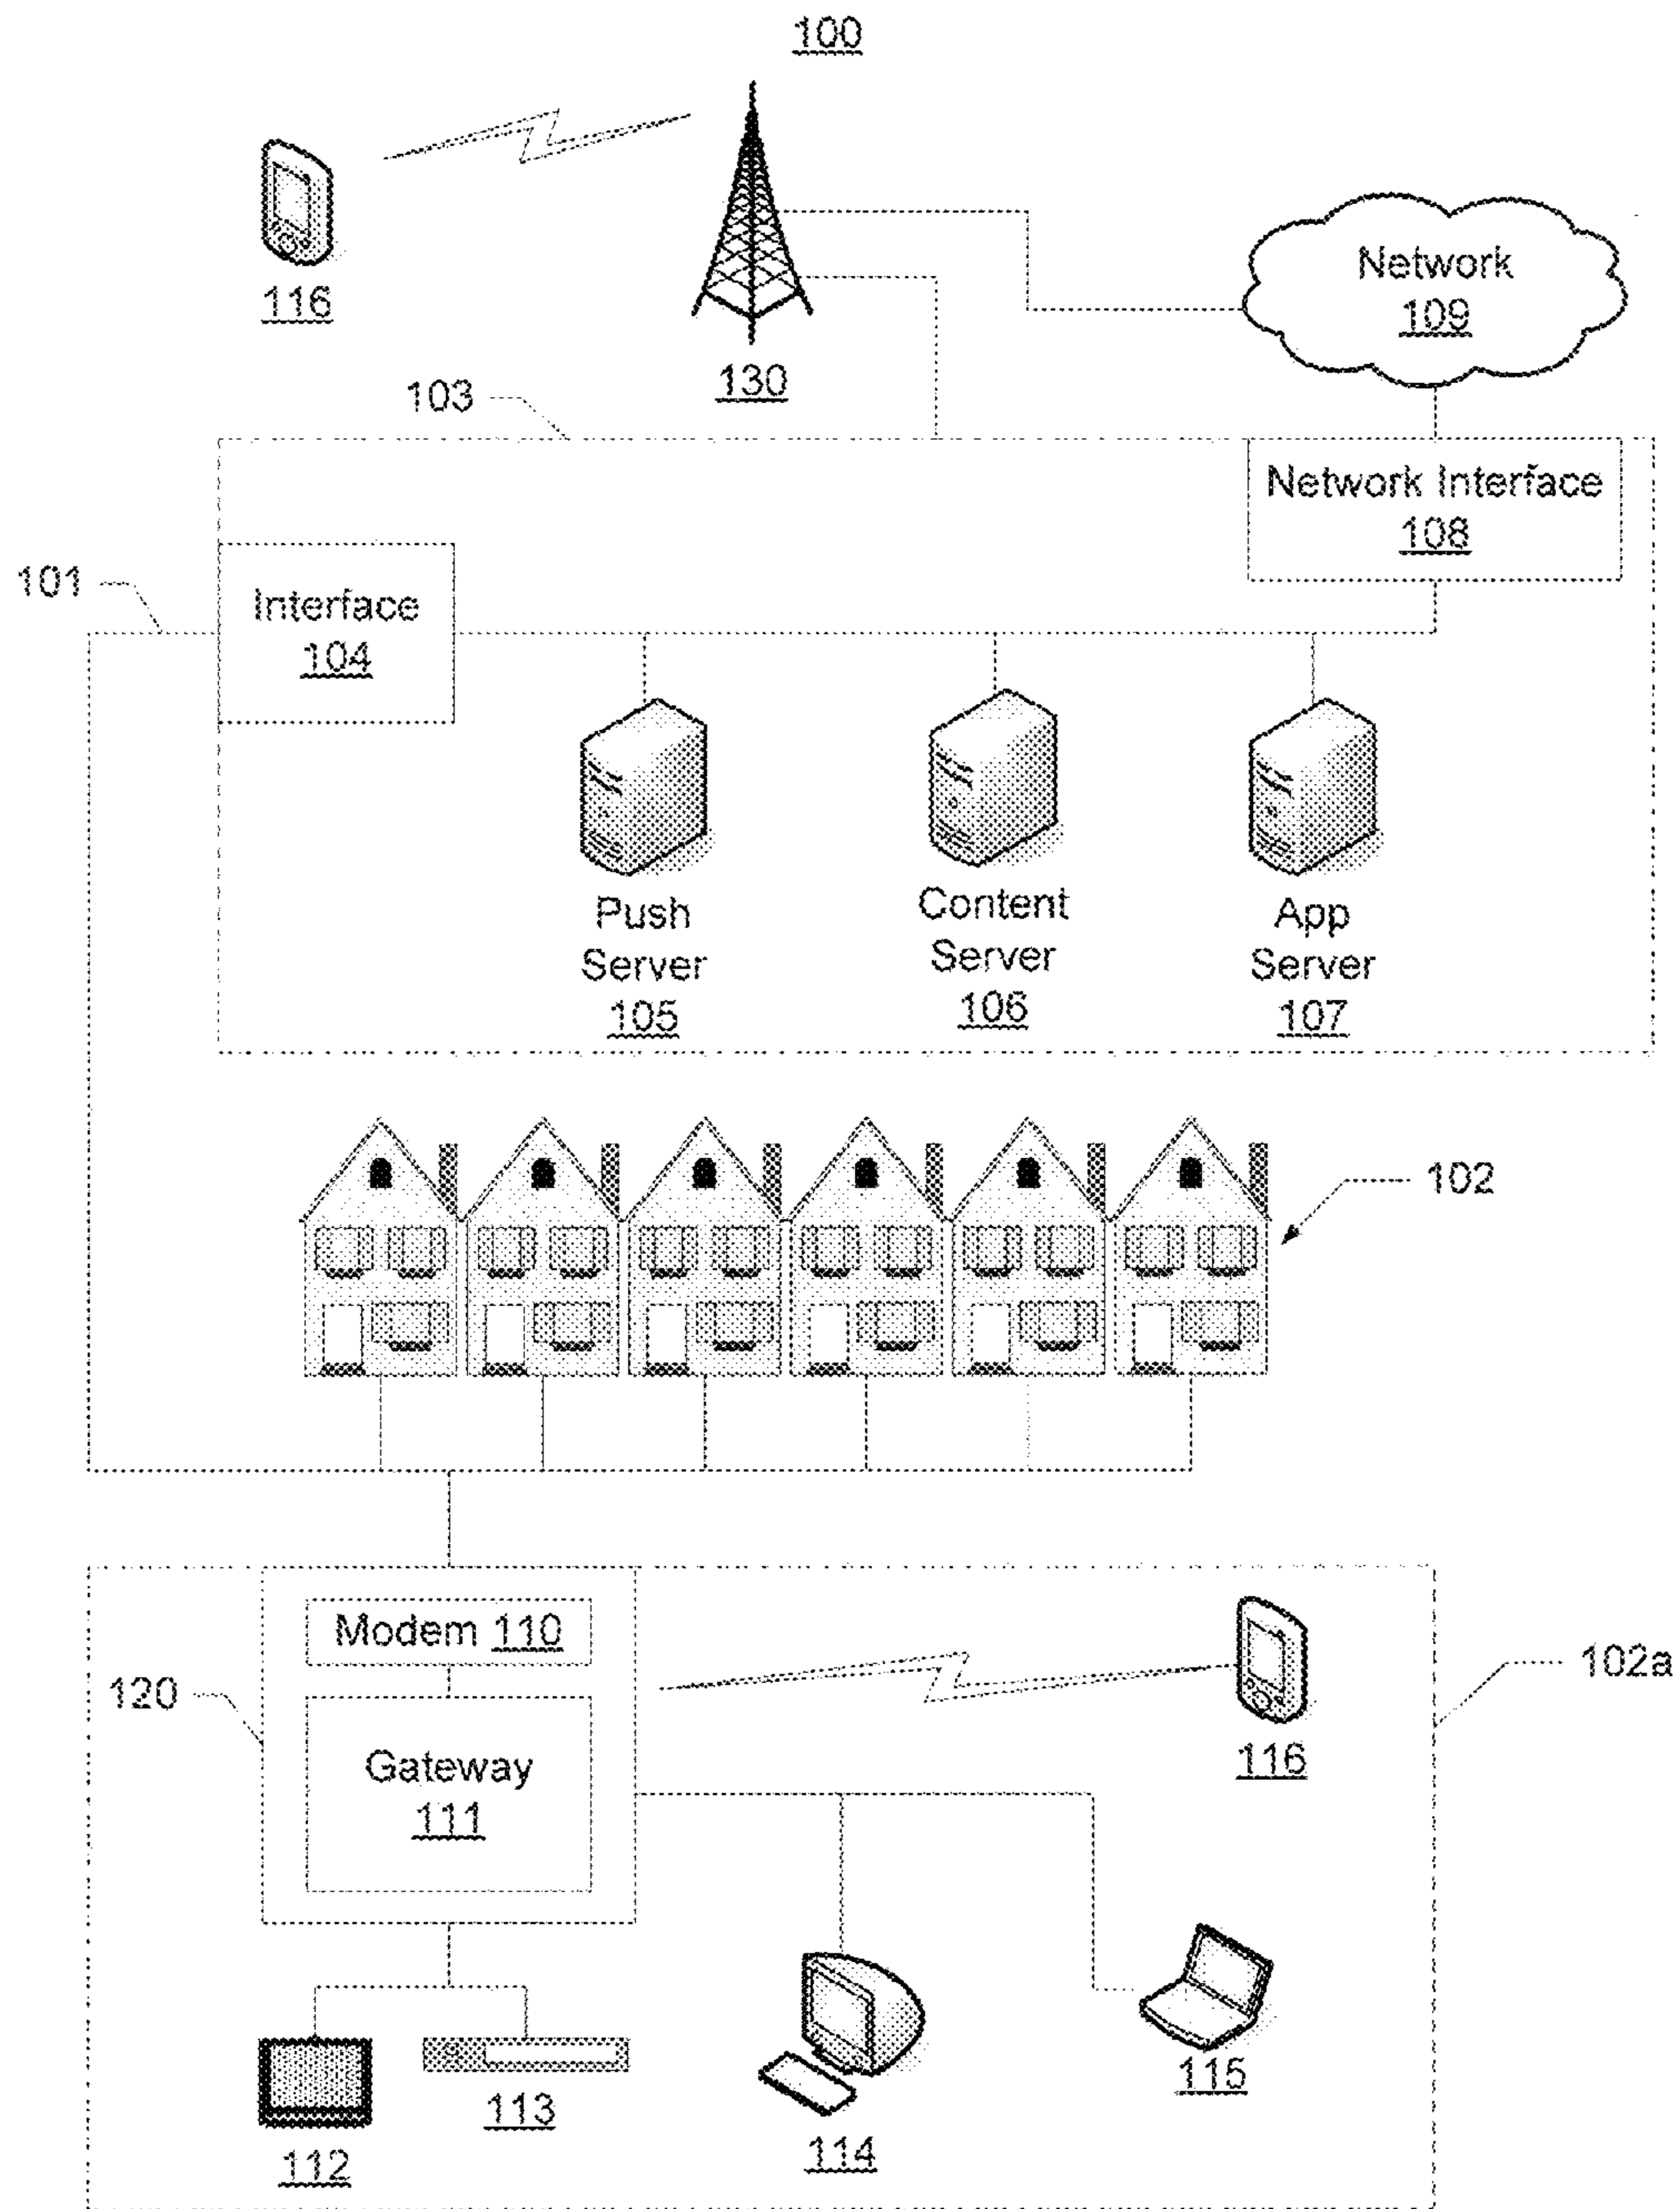 100
116
130
Network
109
103
Network Interface
108
101
Interface
104
Push
Server
105
Content
Server
106
App
Server
107
102
Modem 110
120
102a
Gateway
111
116
112
113
114
115